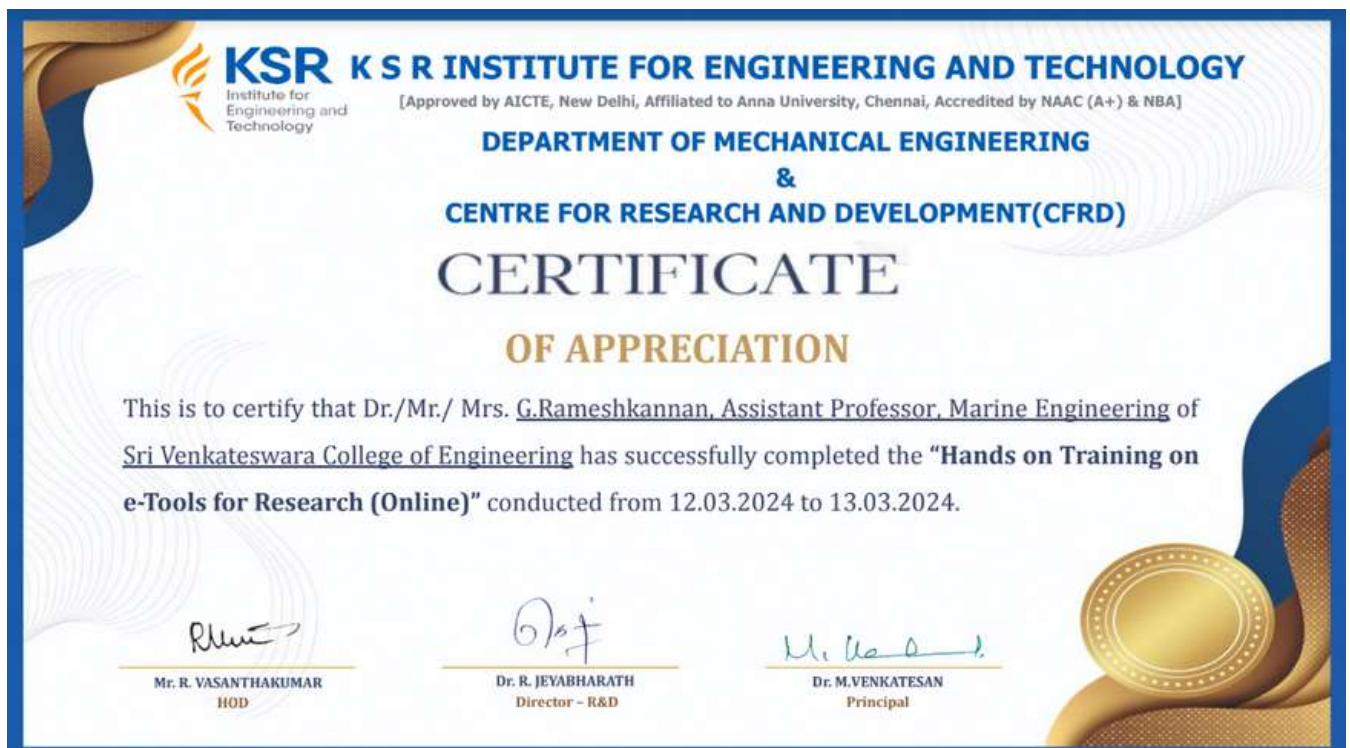 KSR
Institute for
Engineering and
Technology
K S R INSTITUTE FOR ENGINEERING AND TECHNOLOGY
[Approved by AICTE, New Delhi, Affiliated to Anna University, Chennai, Accredited by NAAC (A+) & NBA]
DEPARTMENT OF MECHANICAL ENGINEERING
&
CENTRE FOR RESEARCH AND DEVELOPMENT(CFRD)
CERTIFICATE
OF APPRECIATION
This is to certify that Dr./Mr./ Mrs. G.Rameshkannan, Assistant Professor, Marine Engineering of
Sri Venkateswara College of Engineering has successfully completed the “Hands on Training on
e-Tools for Research (Online)” conducted from 12.03.2024 to 13.03.2024.
Mr. R. VASANTHAKUMAR
HOD
Dr. R. JEYABHARATH
Director – R&D
Dr. M.VENKATESAN
Principal